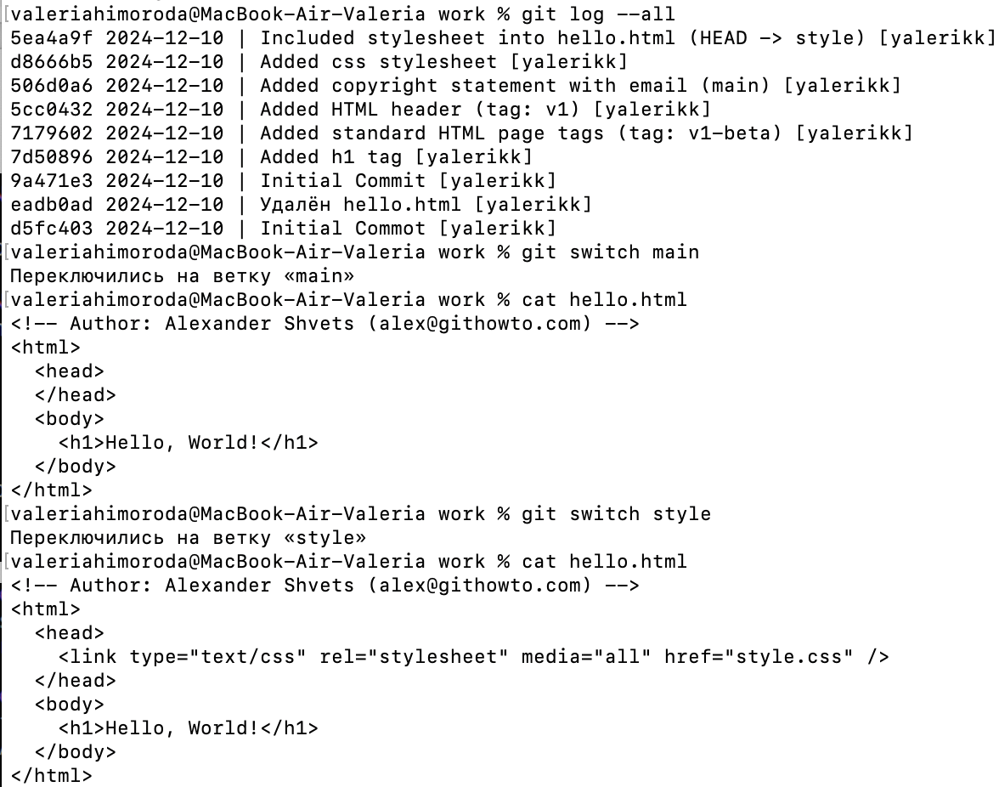 [valeriahimoroda@MacBook-Air-Valeria work % git log --all
5ea4a9f 2024-12-10 | Included stylesheet into hello.html (HEAD -> style) [yalerikk]
d8666b5 2024-12-10 | Added css stylesheet [yalerikk]
506d0a6 2024-12-10 | Added copyright statement with email (main) [yalerikk]
5cc0432 2024-12-10 | Added HTML header (tag: v1) [yalerikk]
7179602 2024-12-10 | Added standard HTML page tags (tag: v1-beta) [yalerikk]
7d50896 2024-12-10 | Added h1 tag [yalerikk]
9a471e3 2024-12-10 | Initial Commit [yalerikk]
eadb0ad 2024-12-10 | Удалён hello.html [yalerikk]
d5fc403 2024-12-10 | Initial Commot [yalerikk]
[valeriahimoroda@MacBook-Air-Valeria work % git switch main
Переключились на ветку «main»
[valeriahimoroda@MacBook-Air-Valeria work % cat hello.html
<!-- Author: Alexander Shvets (alex@githowto.com) -->
<html>
  <head>
  </head>
  <body>
    <h1>Hello, World!</h1>
  </body>
</html>
[valeriahimoroda@MacBook-Air-Valeria work % git switch style
Переключились на ветку «style»
[valeriahimoroda@MacBook-Air-Valeria work % cat hello.html
<!-- Author: Alexander Shvets (alex@githowto.com) -->
<html>
  <head>
    <link type="text/css" rel="stylesheet" media="all" href="style.css" />
  </head>
  <body>
    <h1>Hello, World!</h1>
  </body>
</html>